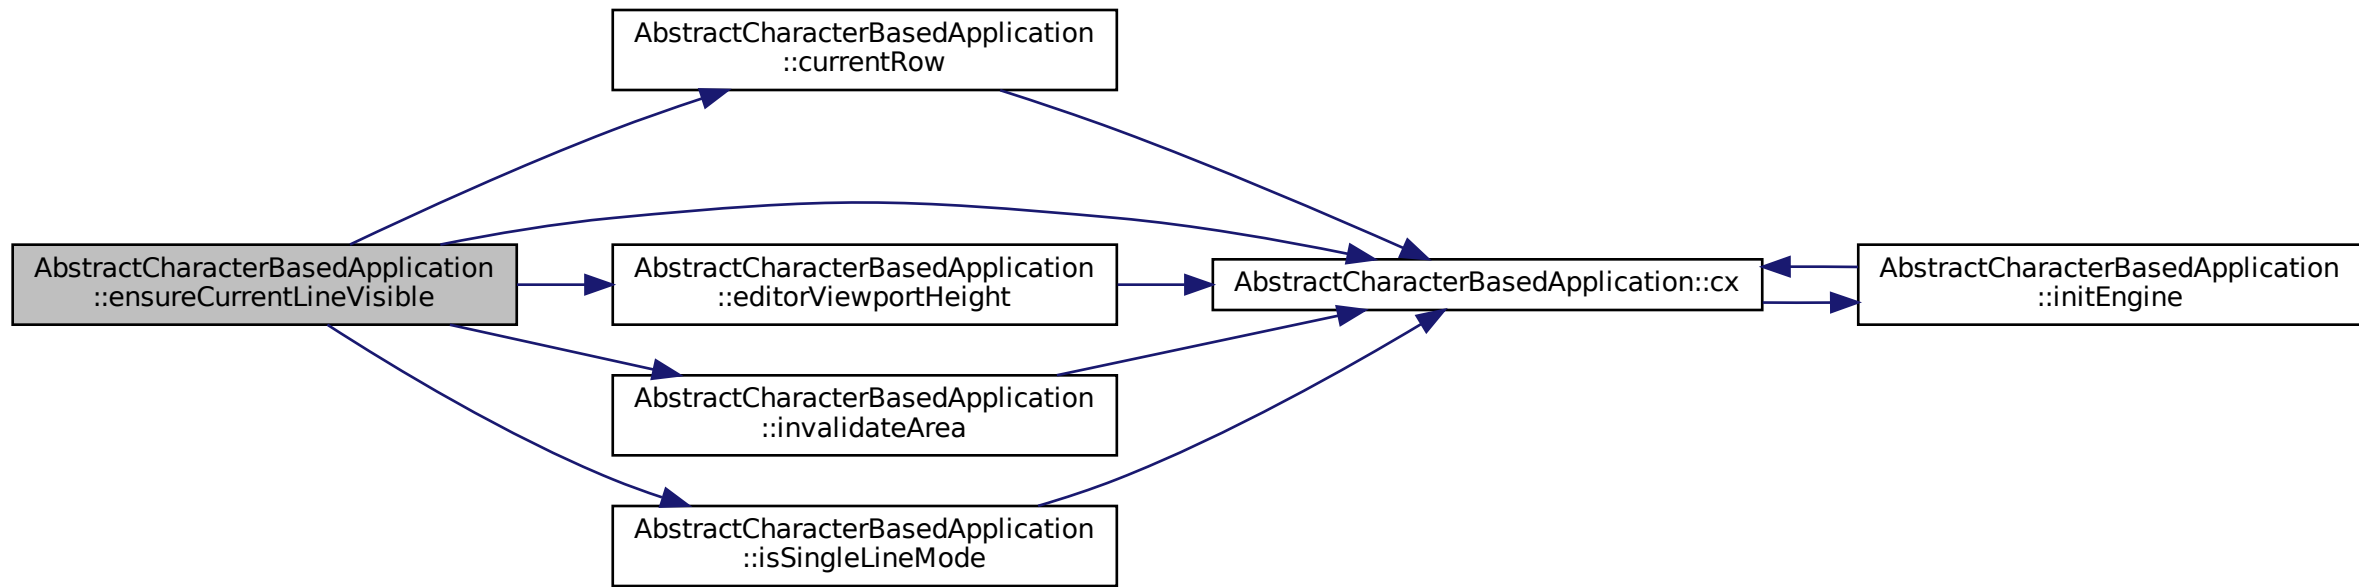 AbstractCharacterBasedApplication
::ensureCurrentLineVisible
AbstractCharacterBasedApplication
::currentRow
AbstractCharacterBasedApplication
::editorViewportHeight
AbstractCharacterBasedApplication
::invalidateArea
AbstractCharacterBasedApplication
::isSingleLineMode
AbstractCharacterBasedApplication::cx
AbstractCharacterBasedApplication
::initEngine